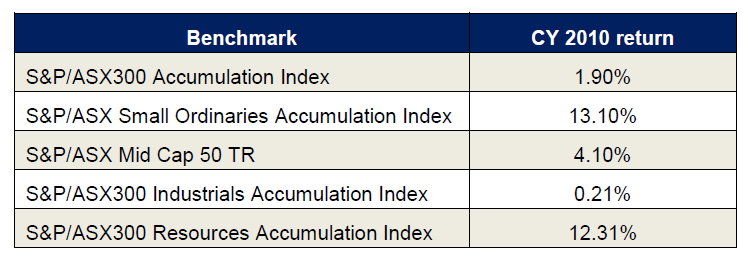 Benchmark CY 2010 return
S&P/ASX300 Accumulation Index 1.90%
S&P/ASX Small Ordinaries Accumulation Index 13.10%
S&P/ASX Mid Cap 50 TR 4.10%
S&P/ASX300 Industrials Accumulation Index 0.21%
S&P/ASX300 Resources Accumulation Index 12.31%